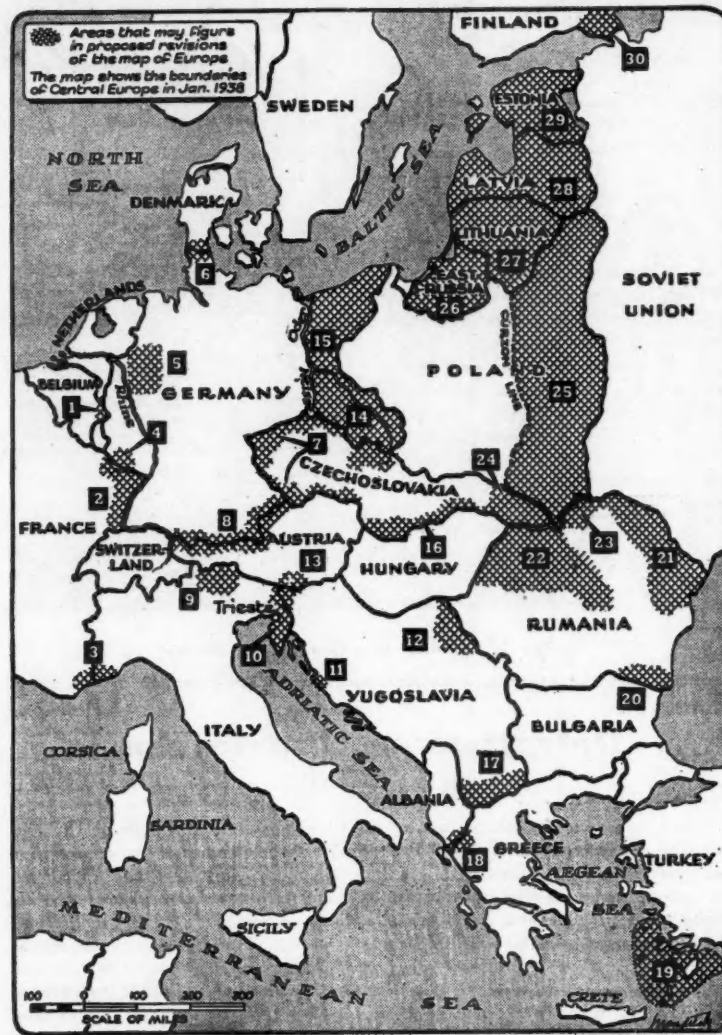 Areas that may figure
in proposed revisions
of the map of Europe
The map shows the boundaries
of Central Europe in Jan. 1938
FINLAND
30
SWEDEN
ESTONIA
29
NORTH
SEA
BALTIC SEA
LATVIA
28
DENMARK
LITHUANIA
27
6
EAST
PRUSSIA
26
SOVIET
UNION
NETHERLANDS
15
CURZON LINE
5
GERMANY
POLAND
BELGIUM
Rhine
25
1
4
14
7
24
CZECHOSLOVAKIA
2
8
FRANCE
AUSTRIA
16
23
SWITZER-
LAND
13
HUNGARY
22
21
9
Trieste
RUMANIA
3
12
10
11
ADRIATIC SEA
YUGOSLAVIA
20
ITALY
BULGARIA
CORSICA
17
ALBANIA
SARDINIA
18
GREECE
TURKEY
AEGEAN
SEA
MEDITERRANEAN
SEA
SICILY
19
CRETE
100 0 100 200 300
SCALE OF MILES